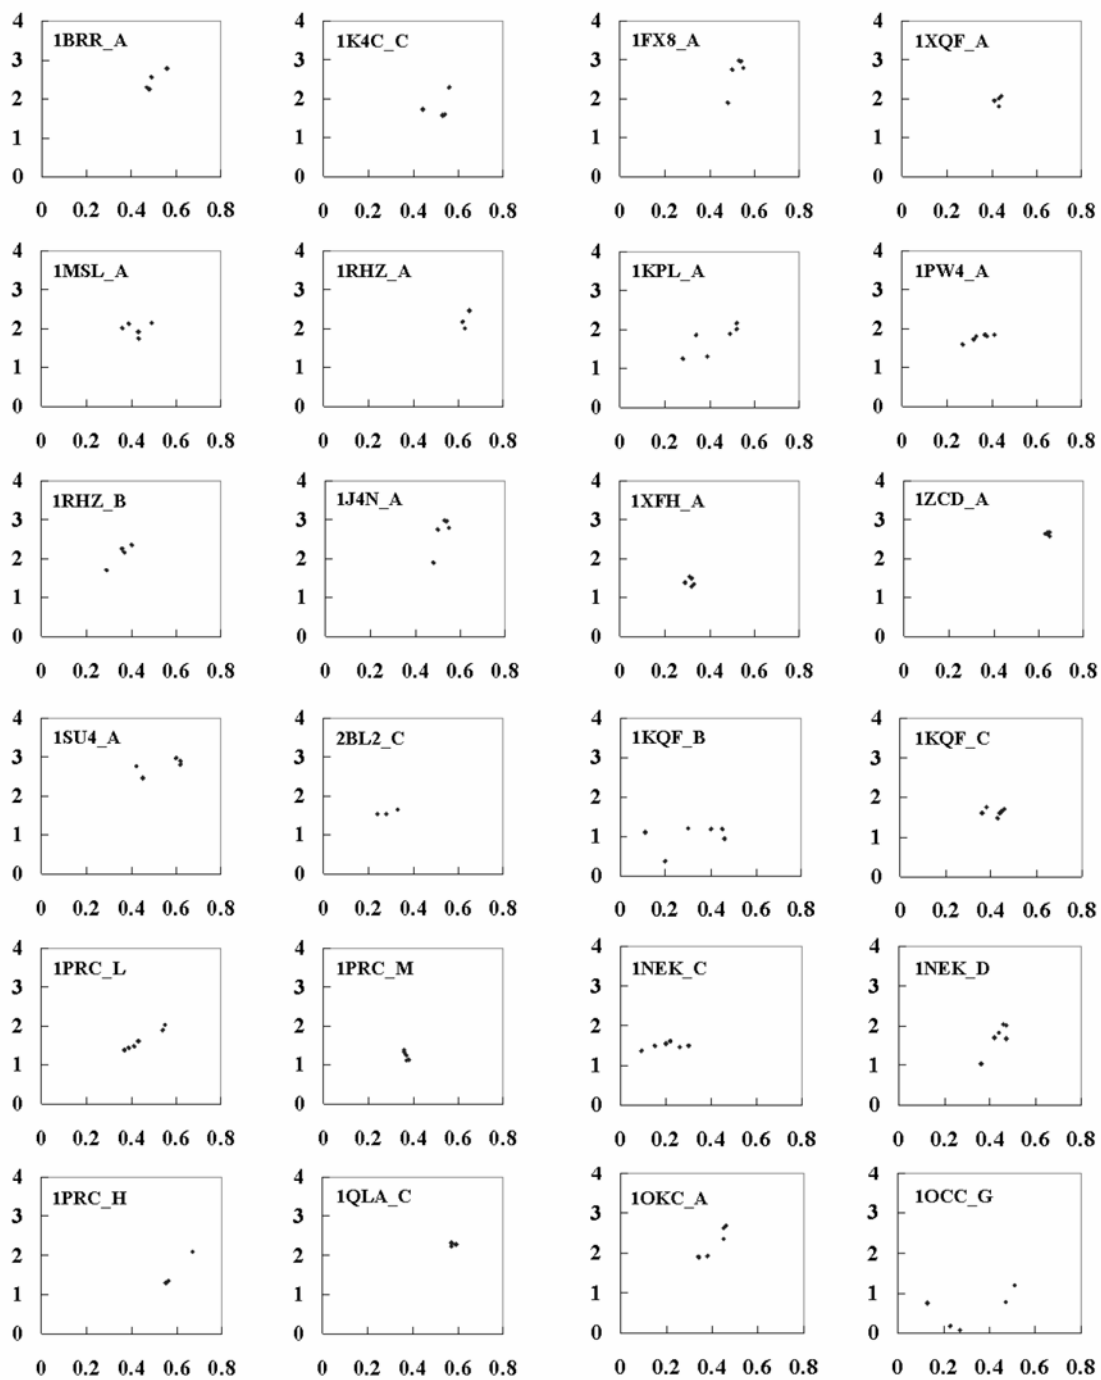 4 4 4 4
1BRR_A 1K4C_C 1FX8_A 1XQF_A
3 3 3 3
2 2 2 2
1 1 1 1
0 0 0 0
0 0.2 0.4 0.6 0.8 0 0.2 0.4 0.6 0.8 0 0.2 0.4 0.6 0.8 0 0.2 0.4 0.6 0.8
4 4 4 4
1MSL_A 1RHZ_A 1KPL_A 1PW4_A
3 3 3 3
2 2 2 2
1 1 1 1
0 0 0 0
0 0.2 0.4 0.6 0.8 0 0.2 0.4 0.6 0.8 0 0.2 0.4 0.6 0.8 0 0.2 0.4 0.6 0.8
4 4 4 4
1RHZ_B 1J4N_A 1XFH_A 1ZCD_A
3 3 3 3
2 2 2 2
1 1 1 1
0 0 0 0
0 0.2 0.4 0.6 0.8 0 0.2 0.4 0.6 0.8 0 0.2 0.4 0.6 0.8 0 0.2 0.4 0.6 0.8
4 4 4 4
1SU4_A 2BL2_C 1KQF_B 1KQF_C
3 3 3 3
2 2 2 2
1 1 1 1
0 0 0 0
0 0.2 0.4 0.6 0.8 0 0.2 0.4 0.6 0.8 0 0.2 0.4 0.6 0.8 0 0.2 0.4 0.6 0.8
4 4 4 4
1PRC_L 1PRC_M 1NEK_C 1NEK_D
3 3 3 3
2 2 2 2
1 1 1 1
0 0 0 0
0 0.2 0.4 0.6 0.8 0 0.2 0.4 0.6 0.8 0 0.2 0.4 0.6 0.8 0 0.2 0.4 0.6 0.8
4 4 4 4
1PRC_H 1QLA_C 1OKC_A 1OCC_G
3 3 3 3
2 2 2 2
1 1 1 1
0 0 0 0
0 0.2 0.4 0.6 0.8 0 0.2 0.4 0.6 0.8 0 0.2 0.4 0.6 0.8 0 0.2 0.4 0.6 0.8